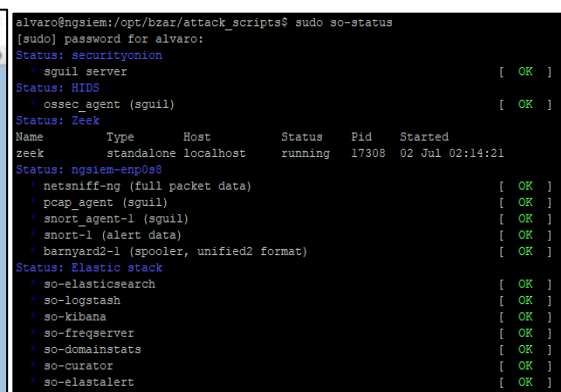 alvaro@ngsiem:/opt/bzar/attack_scripts$ sudo so-status
[sudo] password for alvaro:
Status: securityonion
* sguil server [ OK ]
Status: HIDS
* ossec_agent (sguil) [ OK ]
Status: Zeek
Name Type Host Status Pid Started
zeek standalone localhost running 17308 02 Jul 02:14:21
Status: ngsiem-enp0s8
* netsniff-ng (full packet data) [ OK ]
* pcap_agent (sguil) [ OK ]
* snort_agent-1 (sguil) [ OK ]
* snort-1 (alert data) [ OK ]
* barnyard2-1 (spooler, unified2 format) [ OK ]
Status: Elastic stack
* so-elasticsearch [ OK ]
* so-logstash [ OK ]
* so-kibana [ OK ]
* so-freqserver [ OK ]
* so-domainstats [ OK ]
* so-curator [ OK ]
* so-elastalert [ OK ]